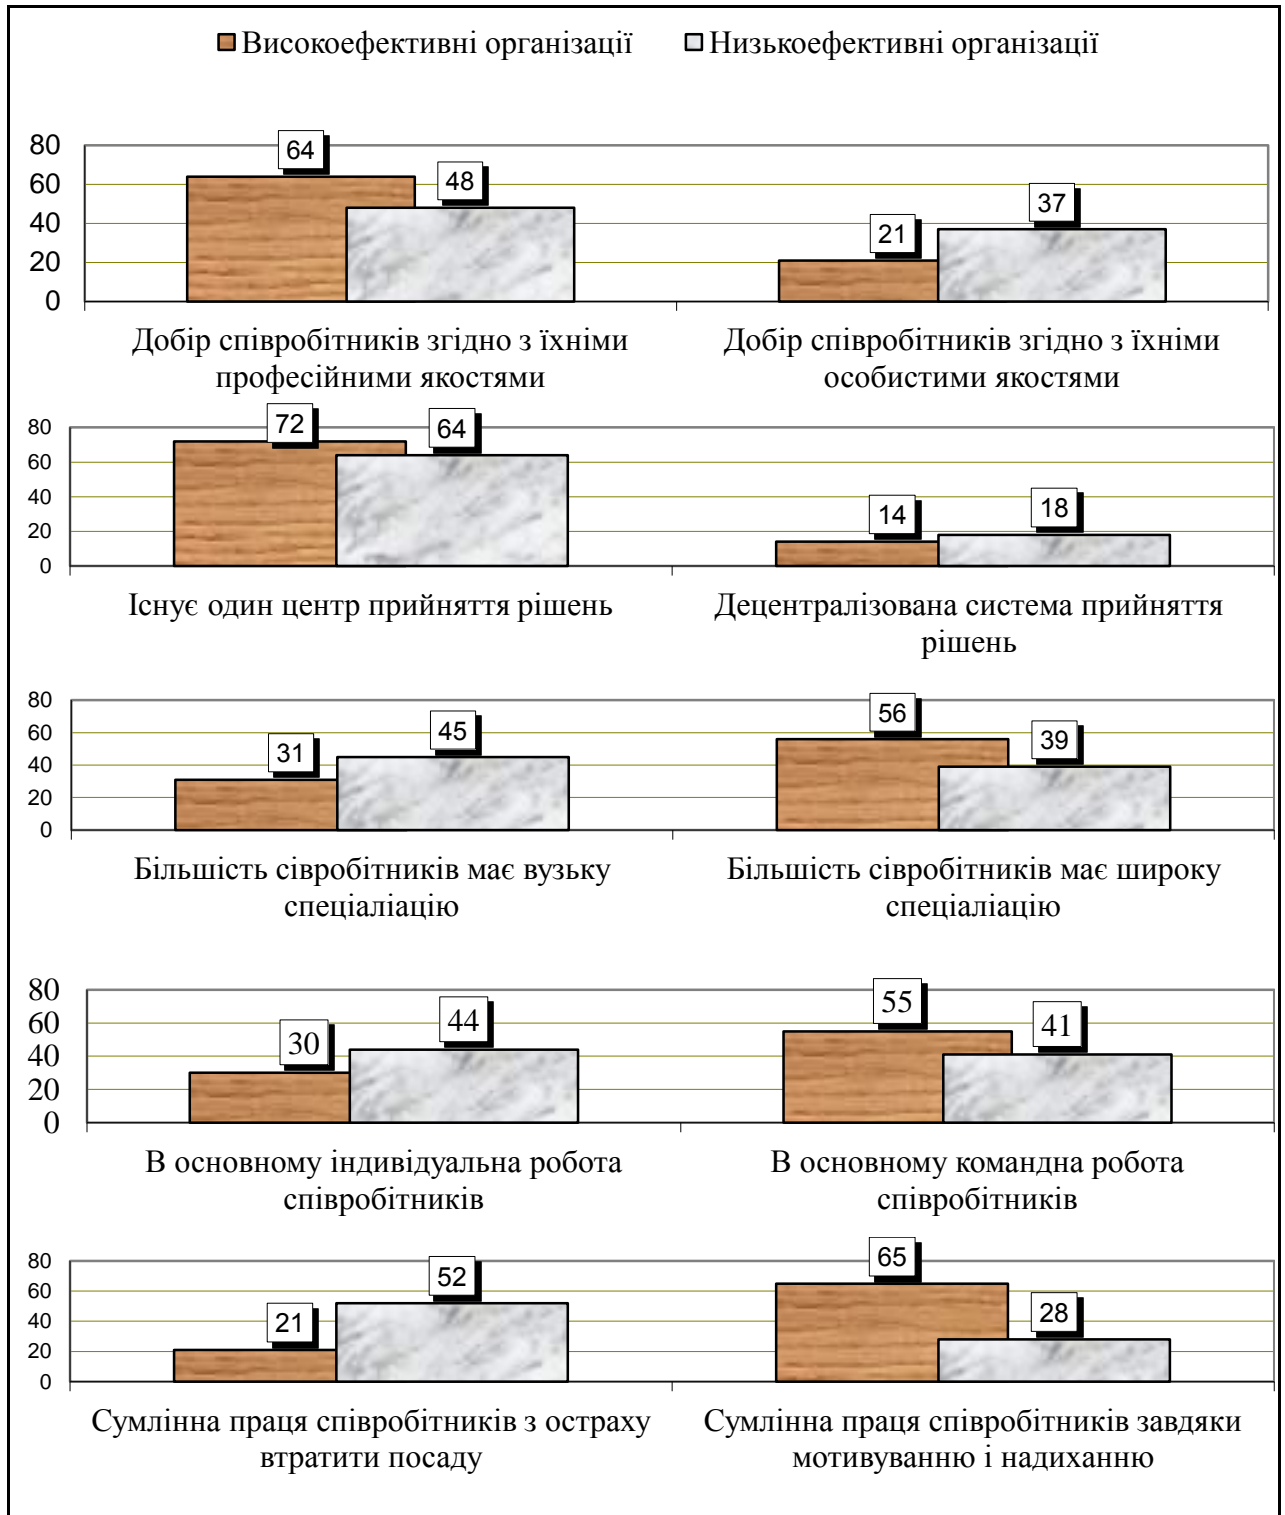 Високоефективні організації Низькоефективні організації
80
64
48
37
21
60
40
20
0
Добір співробітників згідно з їхніми
професійними якостями
Добір співробітників згідно з їхніми
особистими якостями
80
72
64
14
18
60
40
20
0
Існує один центр прийняття рішень
Децентралізована система прийняття
рішень
80
31
45
56
39
60
40
20
0
Більшість сівробітників має вузьку
спеціаліацію
Більшість сівробітників має широку
спеціаліацію
80
30
44
55
41
60
40
20
0
В основному індивідуальна робота
співробітників
В основному командна робота
співробітників
80
21
52
65
28
60
40
20
0
Сумлінна праця співробітників з остраху
втратити посаду
Сумлінна праця співробітників завдяки
мотивуванню і надиханню